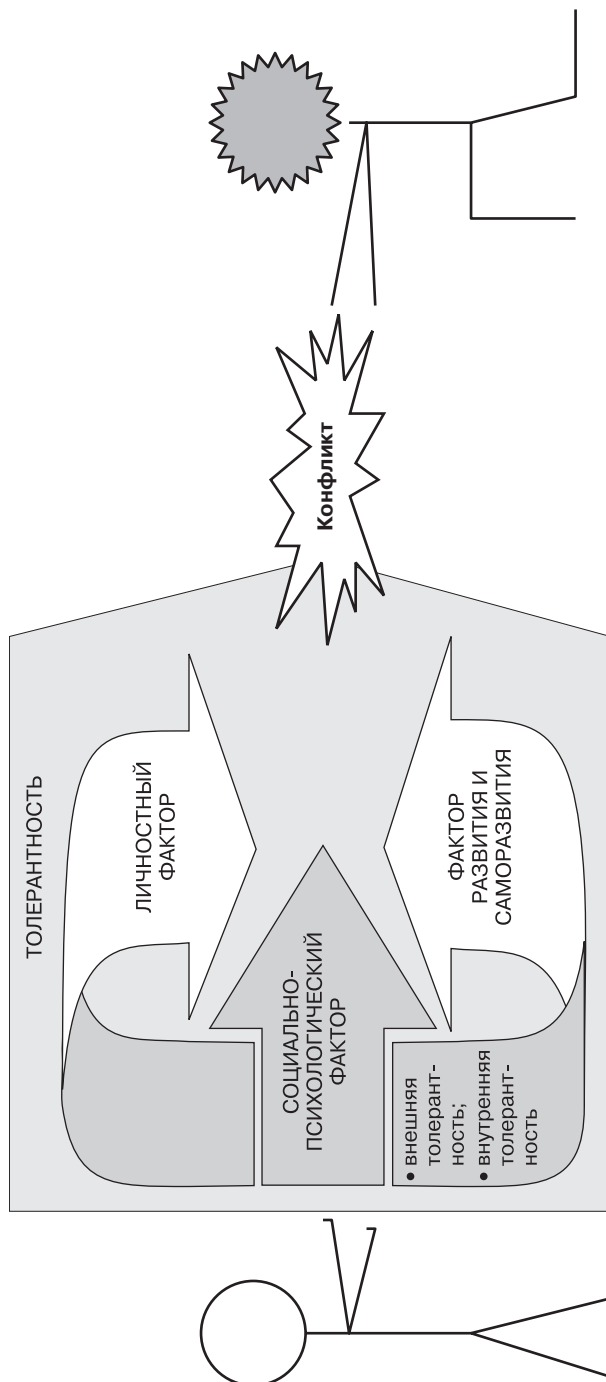 ТОЛЕРАНТНОСТЬ
ЛИЧНОСТНЫЙ
ФАКТОР
СОЦИАЛЬНО-
ПСИХОЛОГИЧЕСКИЙ
ФАКТОР
ФАКТОР
РАЗВИТИЯ И
САМОРАЗВИТИЯ
• внешняя
толерант-
ность;
• внутренняя
толерант-
ность
Конфликт